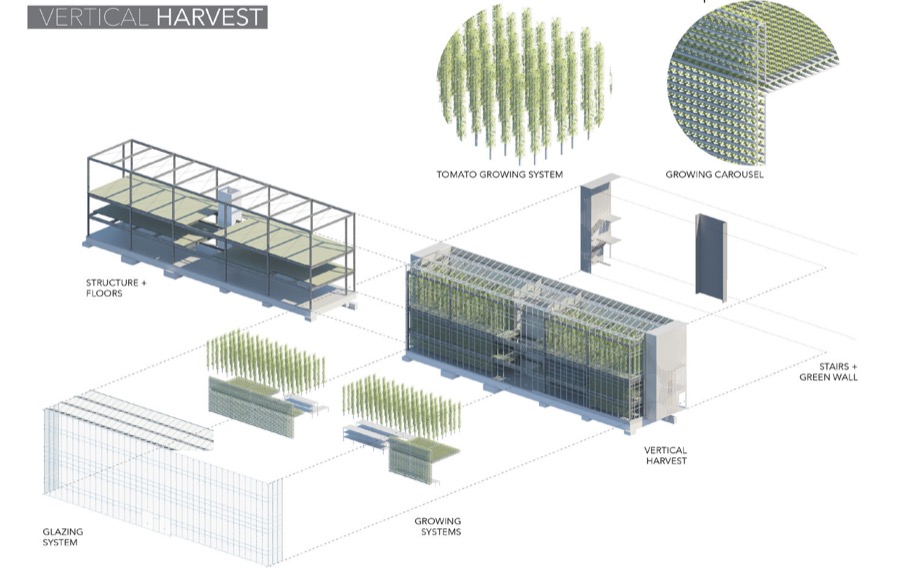 VERTICAL HARVEST
TOMATO GROWING SYSTEM
GROWING CAROUSEL
STRUCTURE +
FLOORS
STAIRS +
GREEN WALL
VERTICAL
HARVEST
GROWING
SYSTEMS
GLAZING
SYSTEM